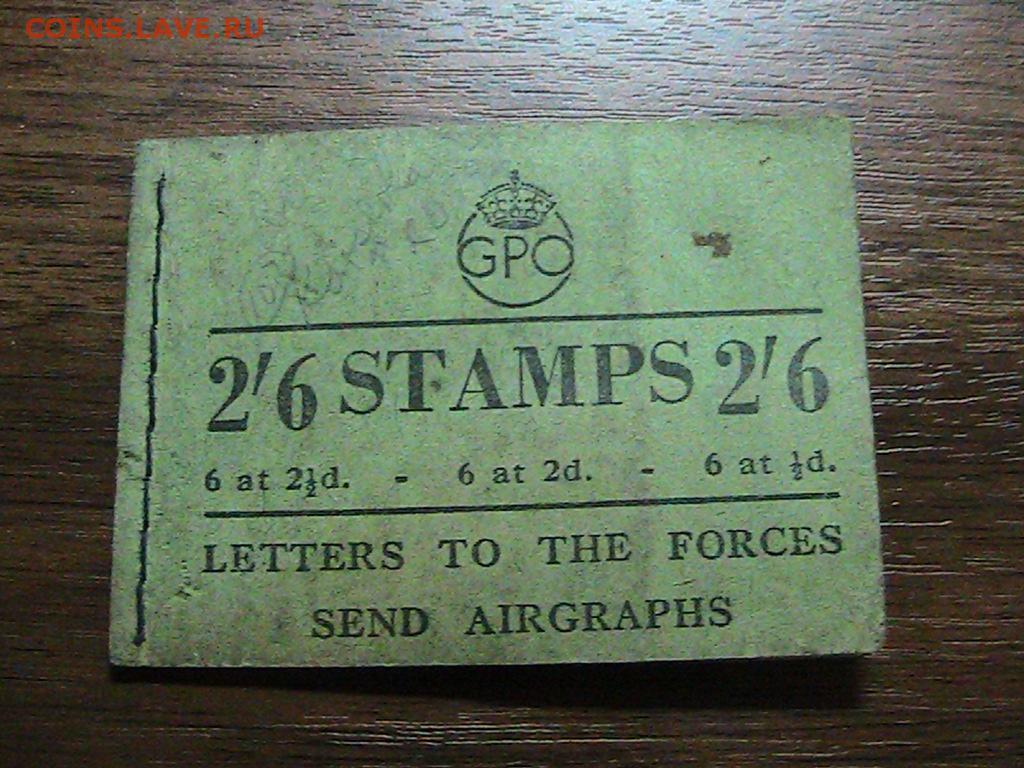 COINS.LAVE.RU
GPO
2'6 STAMPS 2'6
6 at 2½d. - 6 at 2d. - 6 at ½d.
LETTERS TO THE FORCES
SEND AIRGRAPHS